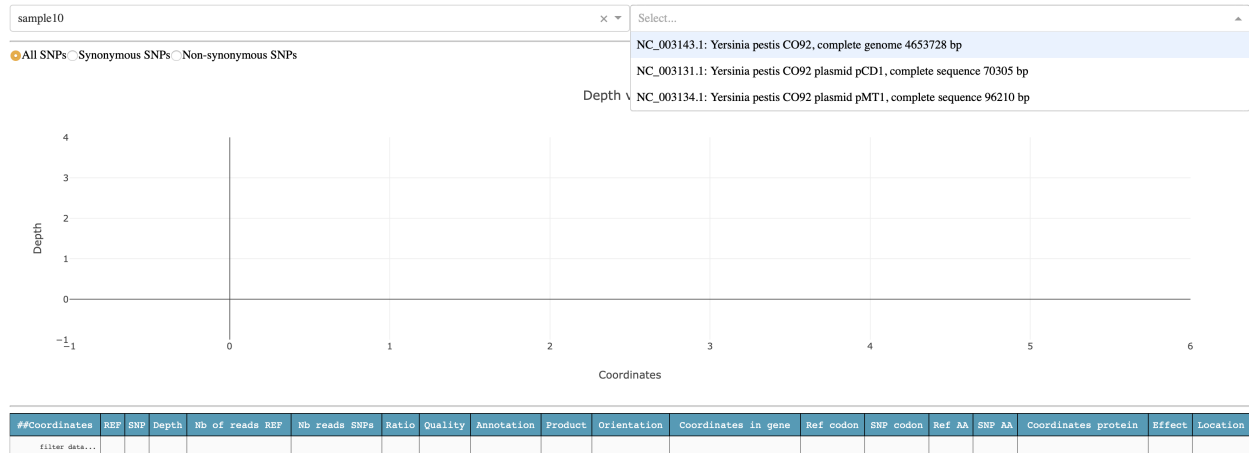 sample10 × Select...
NC_003143.1: Yersinia pestis CO92, complete genome 4653728 bp
All SNPs Synonymous SNPs Non-synonymous SNPs
NC_003131.1: Yersinia pestis CO92 plasmid pCD1, complete sequence 70305 bp
Depth v
NC_003134.1: Yersinia pestis CO92 plasmid pMT1, complete sequence 96210 bp
4
3
2
Depth
1
0
−1
−1 0 1 2 3 4 5 6
Coordinates
##Coordinates REF SNP Depth Nb of reads REF Nb reads SNPs Ratio Quality Annotation Product Orientation Coordinates in gene Ref codon SNP codon Ref AA SNP AA Coordinates protein Effect Location
filter data...